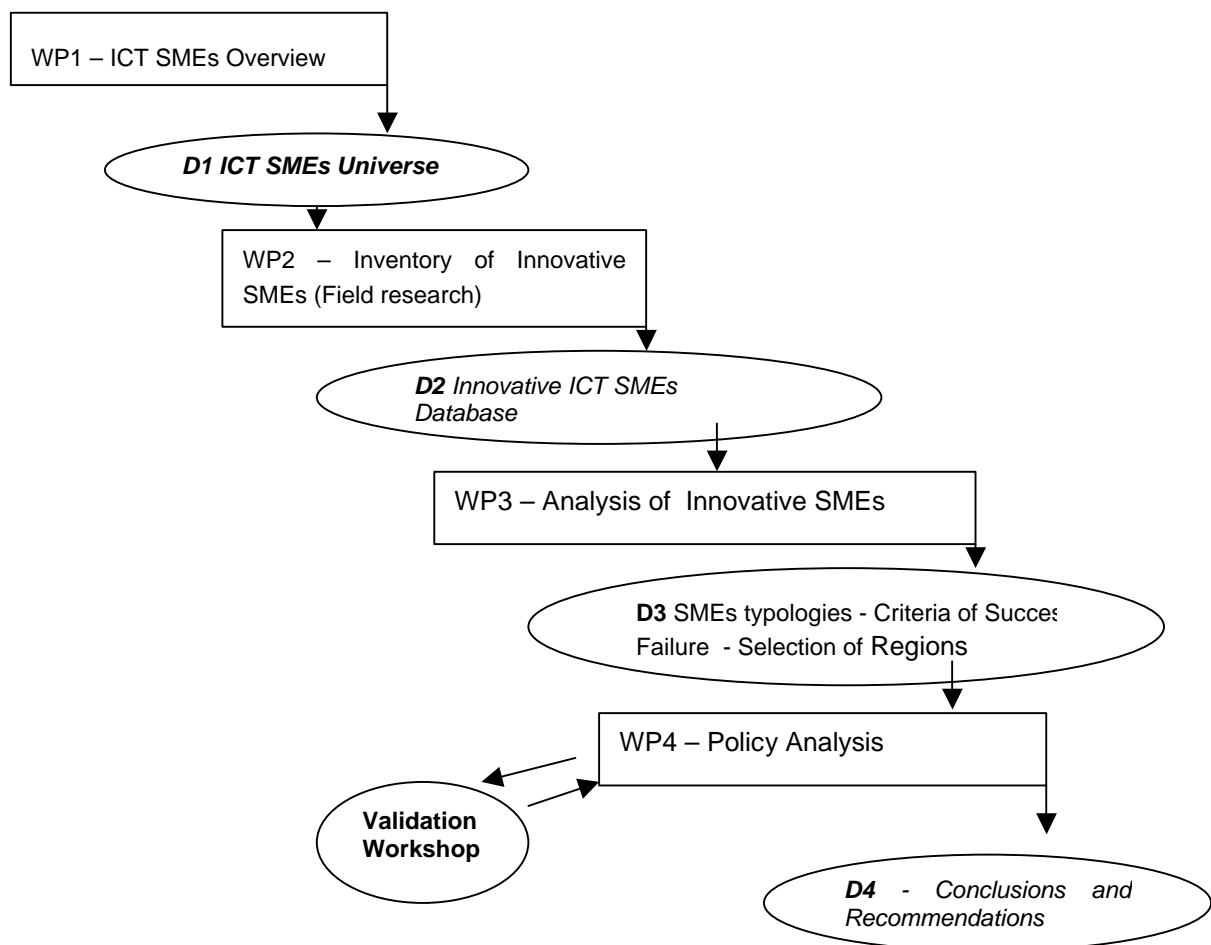 WP1 – ICT SMEs Overview
D1 ICT SMEs Universe
WP2 – Inventory of Innovative
SMEs (Field research)
D2 Innovative ICT SMEs
Database
WP3 – Analysis of Innovative SMEs
D3 SMEs typologies - Criteria of Succes
Failure - Selection of Regions
WP4 – Policy Analysis
Validation
Workshop
D4 - Conclusions and
Recommendations